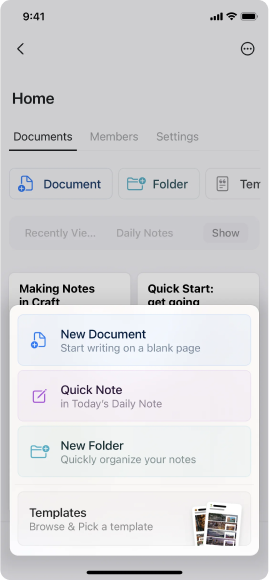 9:41
Home
Documents Members Settings
Document Folder Tem
Recently Vie... Daily Notes Show
Making Notes Quick Start:
in Craft get going
New Document
Start writing on a blank page
Quick Note
in Today's Daily Note
New Folder
Quickly organize your notes
Templates
Browse & Pick a template